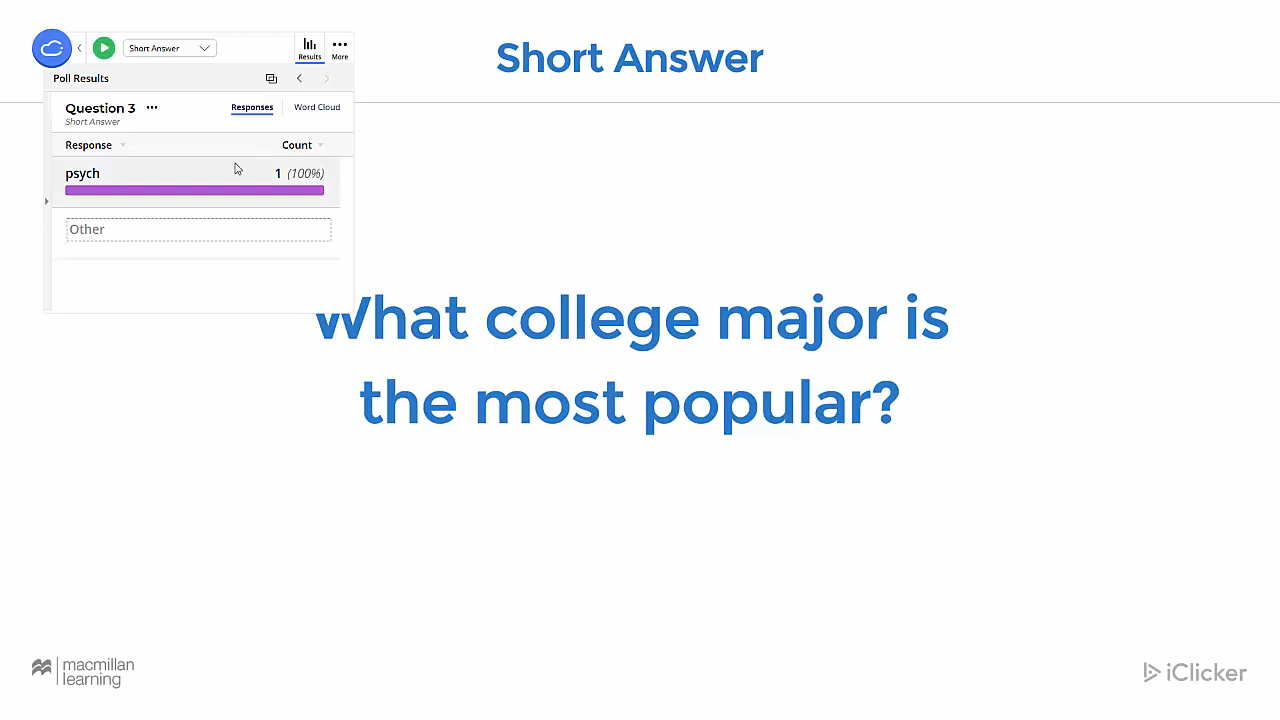 Short Answer
Short Answer
Results
More
Poll Results
Question 3 ...
Responses
Word Cloud
Short Answer
Response
Count
psych
1 (100%)
Other
What college major is
the most popular?
macmillan
learning
iClicker